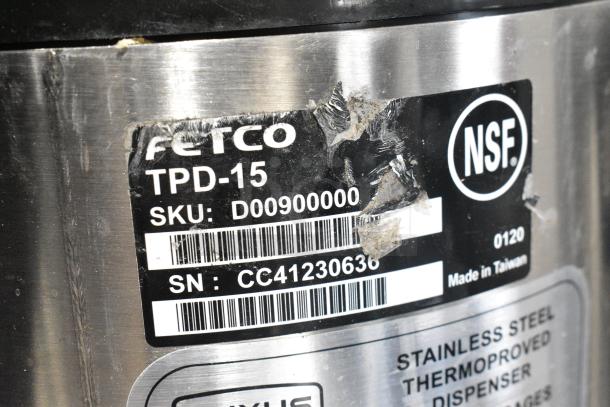 FETCO
TPD-15
SKU: D00900000
NSF®
SN : CC41230636
0120
Made in Taiwan
STAINLESS STEEL
THERMOPROVED
DISPENSER